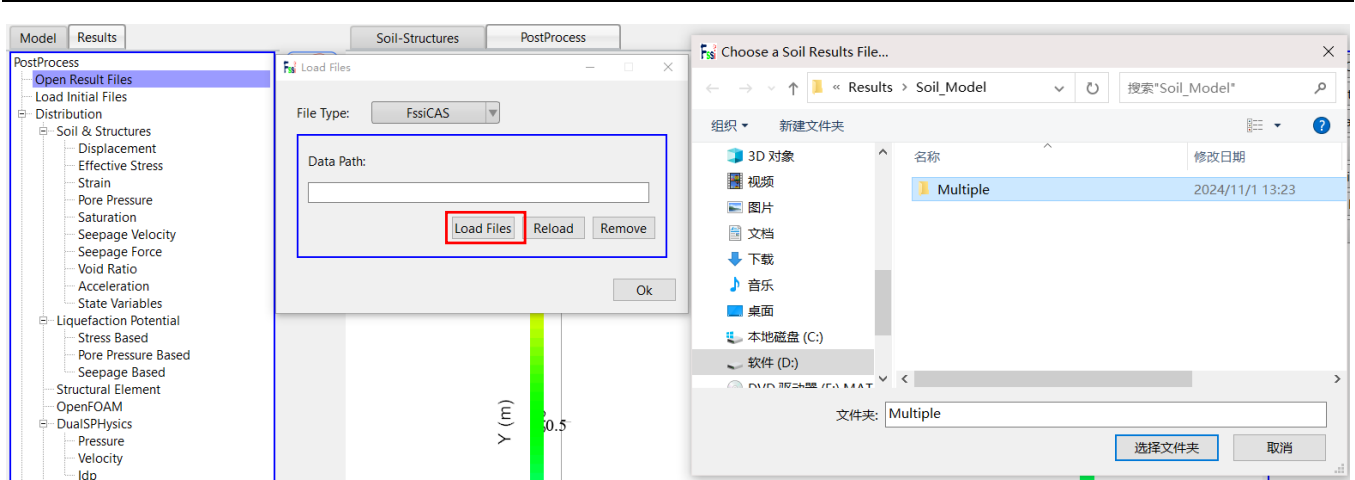 Model
Results
PostProcess
Open Result Files
Load Initial Files
Distribution
Soil & Structures
Displacement
Effective Stress
Strain
Pore Pressure
Saturation
Seepage Velocity
Seepage Force
Void Ratio
Acceleration
State Variables
Liquefaction Potential
Stress Based
Pore Pressure Based
Seepage Based
Structural Element
OpenFOAM
DualSPHysics
Pressure
Velocity
Idp
Soil-Structures
PostProcess
Load Files
File Type:
FssiCAS
Data Path:
Load Files
Reload
Remove
Ok
Y (m)
0.5
Choose a Soil Results File...
« Results › Soil_Model
搜索"Soil_Model"
组织
新建文件夹
3D 对象
视频
图片
文档
下载
音乐
桌面
本地磁盘 (C:)
软件 (D:)
名称
修改日期
Multiple
2024/11/1 13:23
文件夹:
Multiple
选择文件夹
取消